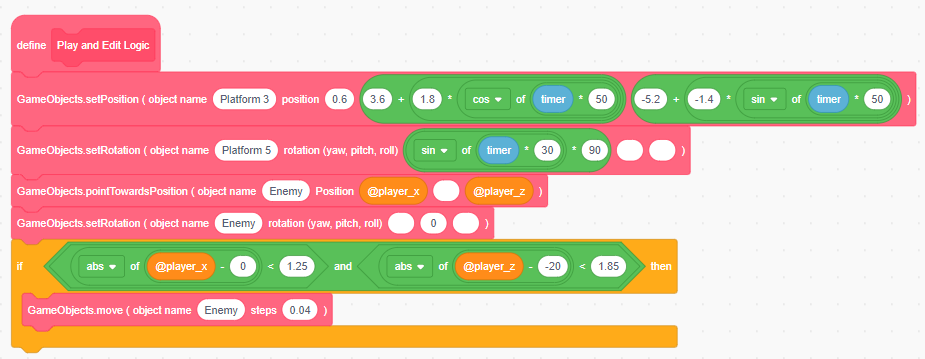 define Play and Edit Logic
GameObjects.setPosition ( object name Platform 3 position 0.6 3.6 + 1.8 * cos of timer * 50 -5.2 + -1.4 * sin of timer * 50 )
GameObjects.setRotation ( object name Platform 5 rotation (yaw, pitch, roll) sin of timer * 30 * 90 )
GameObjects.pointTowardsPosition ( object name Enemy Position @player_x @player_z )
GameObjects.setRotation ( object name Enemy rotation (yaw, pitch, roll) 0 )
if abs of @player_x - 0 < 1.25 and abs of @player_z - -20 < 1.85 then
GameObjects.move ( object name Enemy steps 0.04 )